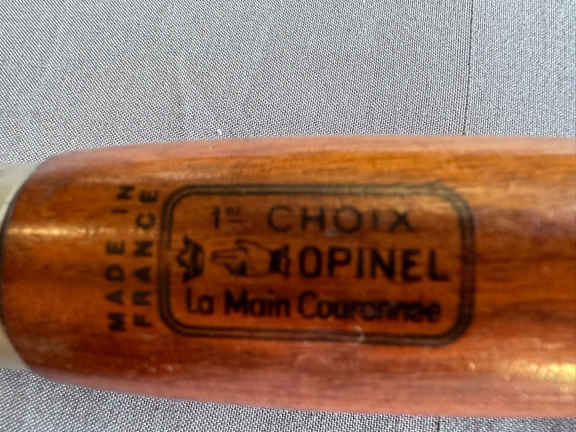 1er CHOIX
OPINEL
La Main Couronnée
MADE IN
FRANCE